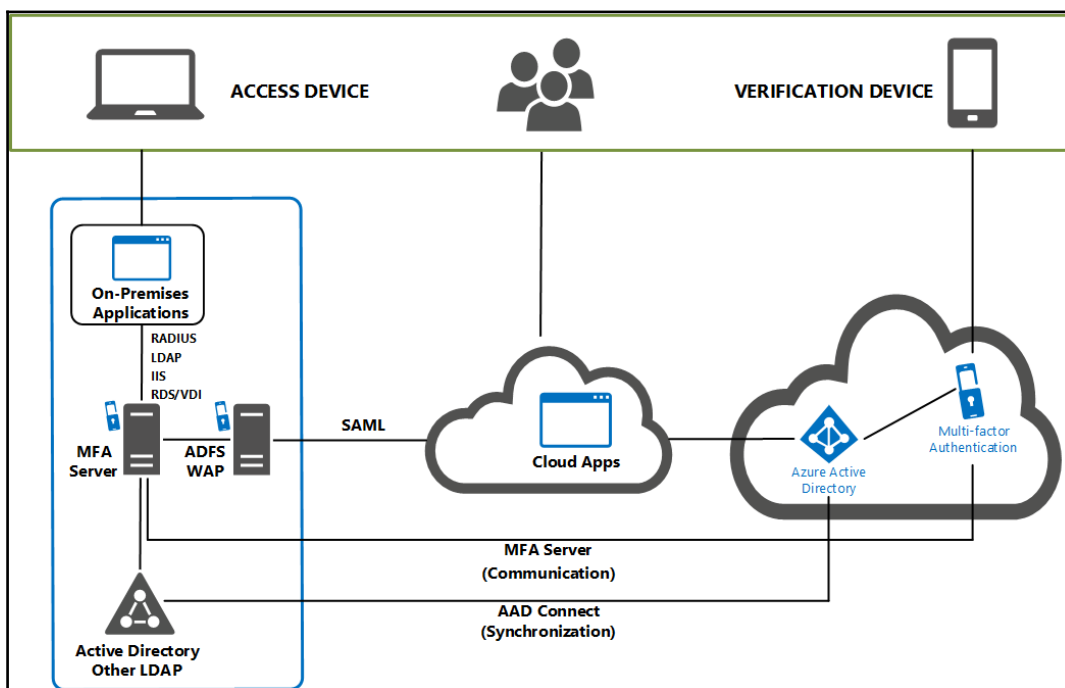 ACCESS DEVICE
VERIFICATION DEVICE
On-Premises
Applications
RADIUS
LDAP
IIS
RDS/VDI
MFA
Server
ADFS
WAP
SAML
Cloud Apps
Azure Active
Directory
Multi-factor
Authentication
MFA Server
(Communication)
AAD Connect
(Synchronization)
Active Directory
Other LDAP